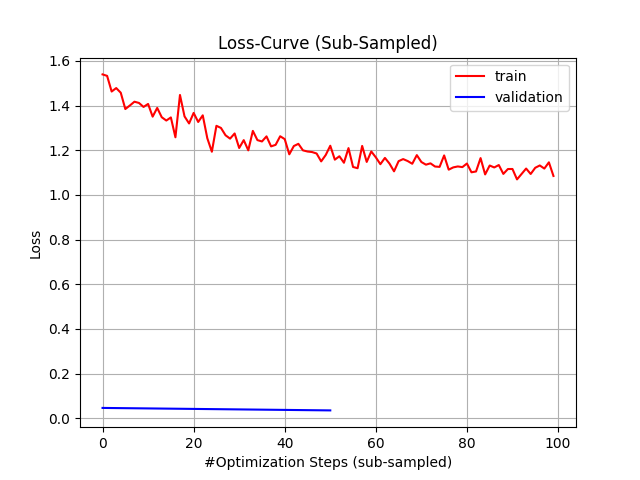 Loss-Curve (Sub-Sampled)
train
validation
Loss
1.6
1.4
1.2
1.0
0.8
0.6
0.4
0.2
0.0
0 20 40 60 80 100
#Optimization Steps (sub-sampled)